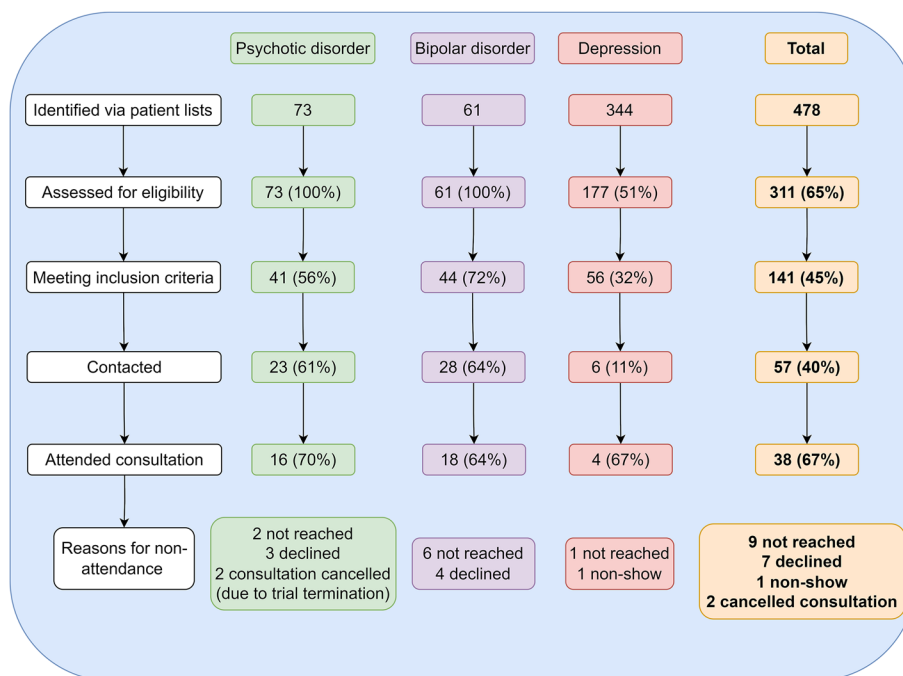 Psychotic disorder Bipolar disorder Depression Total
Identified via patient lists 73 61 344 478
Assessed for eligibility 73 (100%) 61 (100%) 177 (51%) 311 (65%)
Meeting inclusion criteria 41 (56%) 44 (72%) 56 (32%) 141 (45%)
Contacted 23 (61%) 28 (64%) 6 (11%) 57 (40%)
Attended consultation 16 (70%) 18 (64%) 4 (67%) 38 (67%)
Reasons for non-
attendance
2 not reached
3 declined
2 consultation cancelled
(due to trial termination)
6 not reached
4 declined
1 not reached
1 non-show
9 not reached
7 declined
1 non-show
2 cancelled consultation